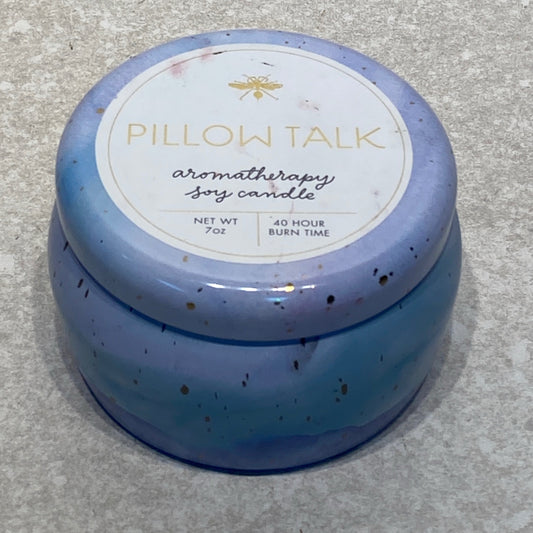 PILLOW TALK
aromatherapy
soy candle
NET WT 40 HOUR
7oz BURN TIME